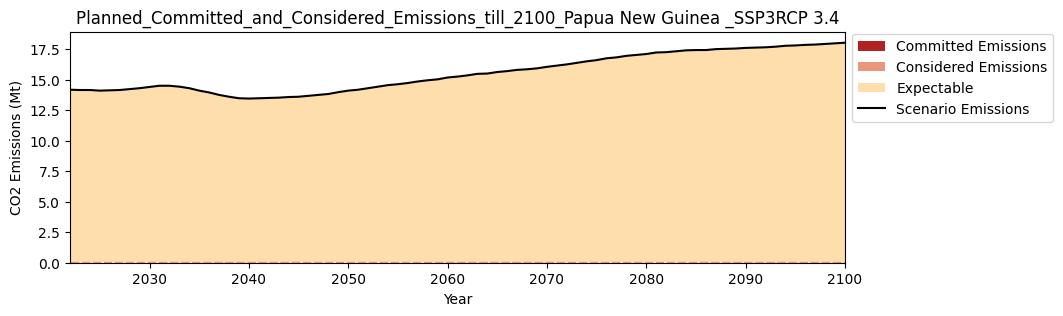 Planned_Committed_and_Considered_Emissions_till_2100_Papua New Guinea _SSP3RCP 3.4
17.5
15.0
12.5
10.0
7.5
5.0
2.5
0.0
CO2 Emissions (Mt)
2030
2040
2050
2060
2070
2080
2090
2100
Year
Committed Emissions
Considered Emissions
Expectable
Scenario Emissions